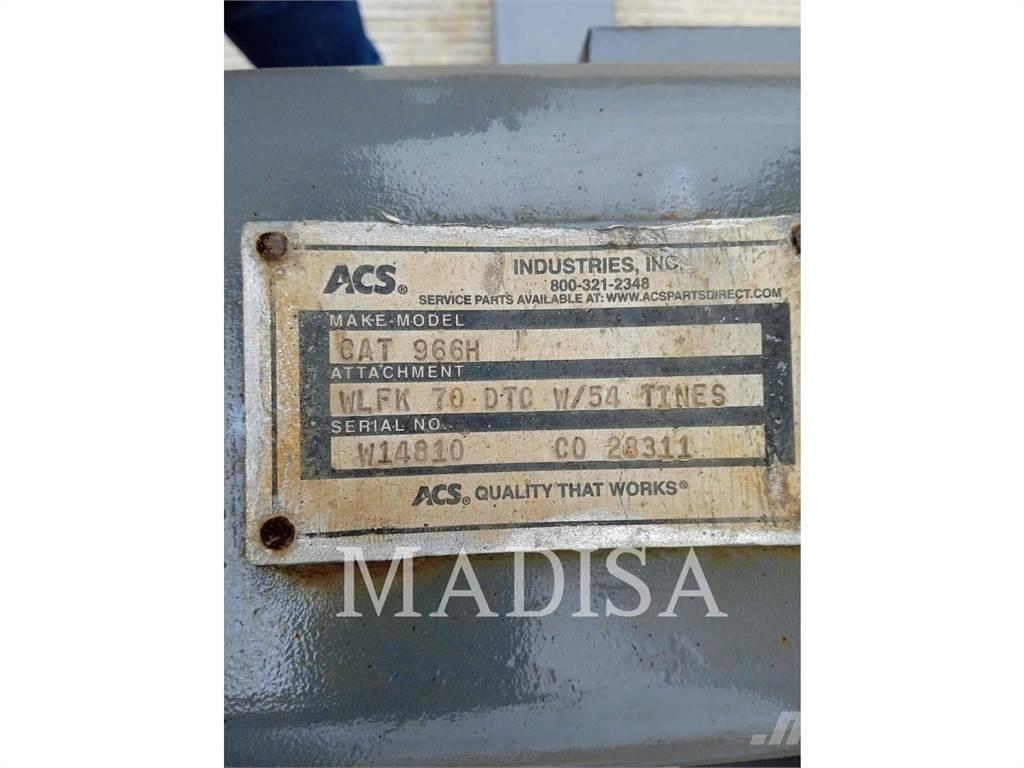 ACS® INDUSTRIES, INC.
800-321-2348
SERVICE PARTS AVAILABLE AT: WWW.ACSPARTSDIRECT.COM
MAKE-MODEL
CAT 966H
ATTACHMENT
WLFK 70 DTC W/54 TINES
SERIAL NO.
W14810 CO 28311
ACS® QUALITY THAT WORKS®
MADISA